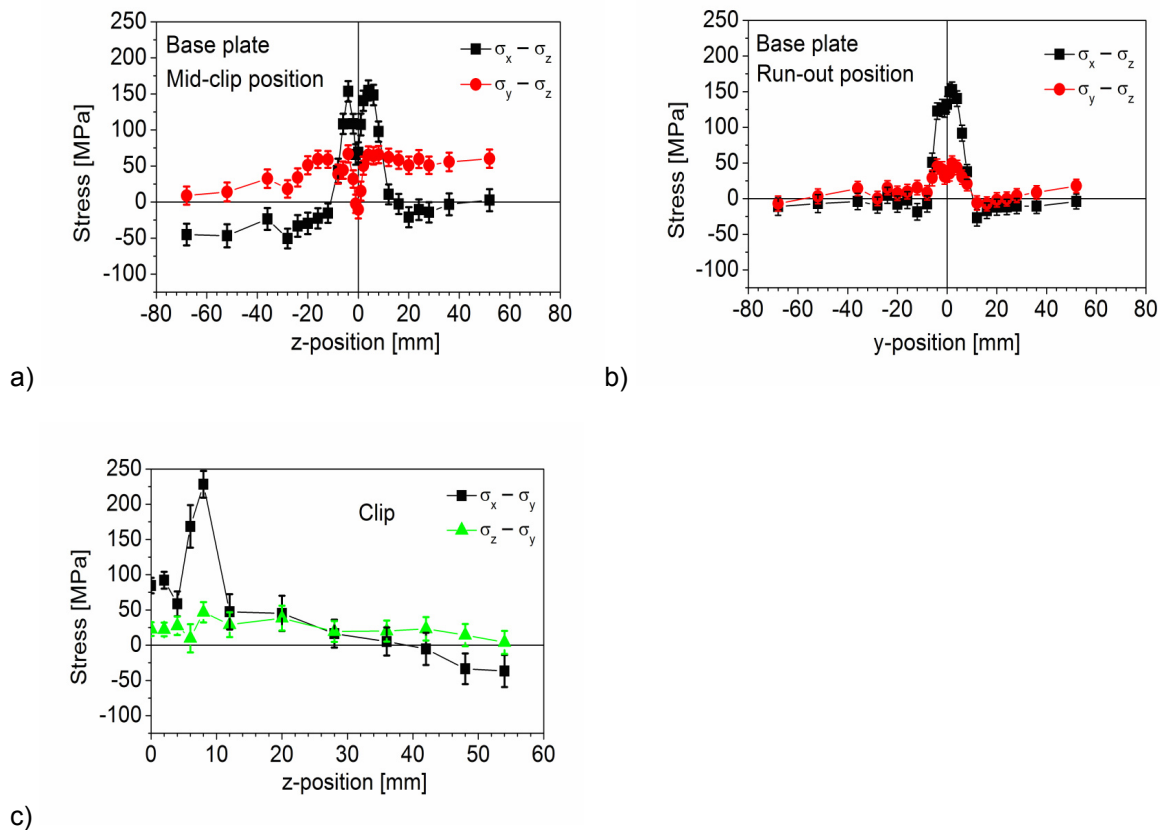 a)
250
200
150
100
50
0
-50
-100
Stress [MPa]
Base plate
Mid-clip position
σx – σz
σy – σz
-80 -60 -40 -20 0 20 40 60 80
z-position [mm]
b)
250
200
150
100
50
0
-50
-100
Stress [MPa]
Base plate
Run-out position
σx – σz
σy – σz
-80 -60 -40 -20 0 20 40 60 80
y-position [mm]
c)
250
200
150
100
50
0
-50
-100
Stress [MPa]
Clip
σx – σy
σz – σy
0 10 20 30 40 50 60
z-position [mm]